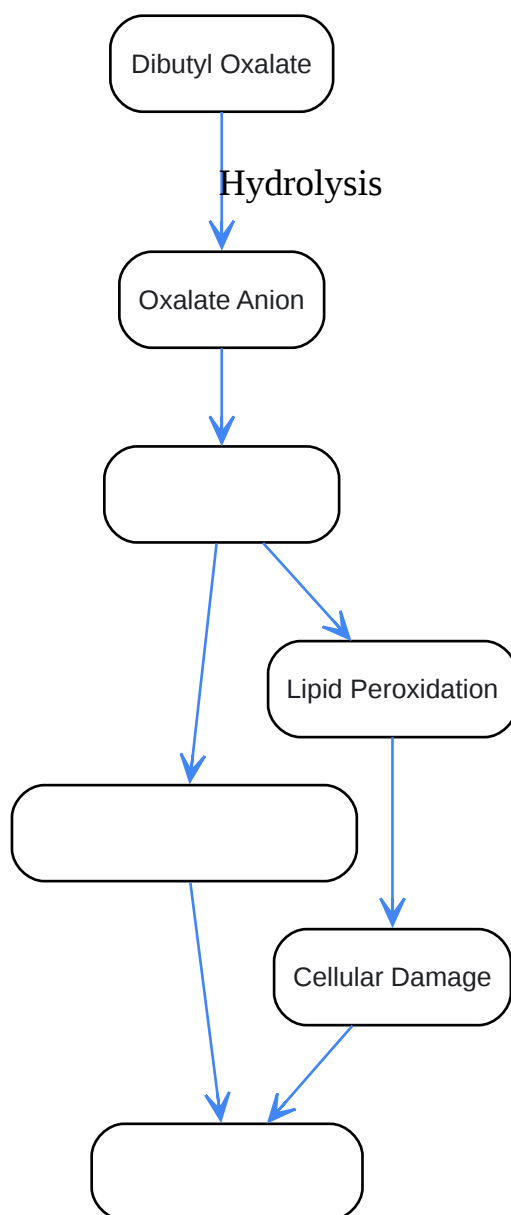 Dibutyl Oxalate
Hydrolysis
Oxalate Anion
Lipid Peroxidation
Cellular Damage